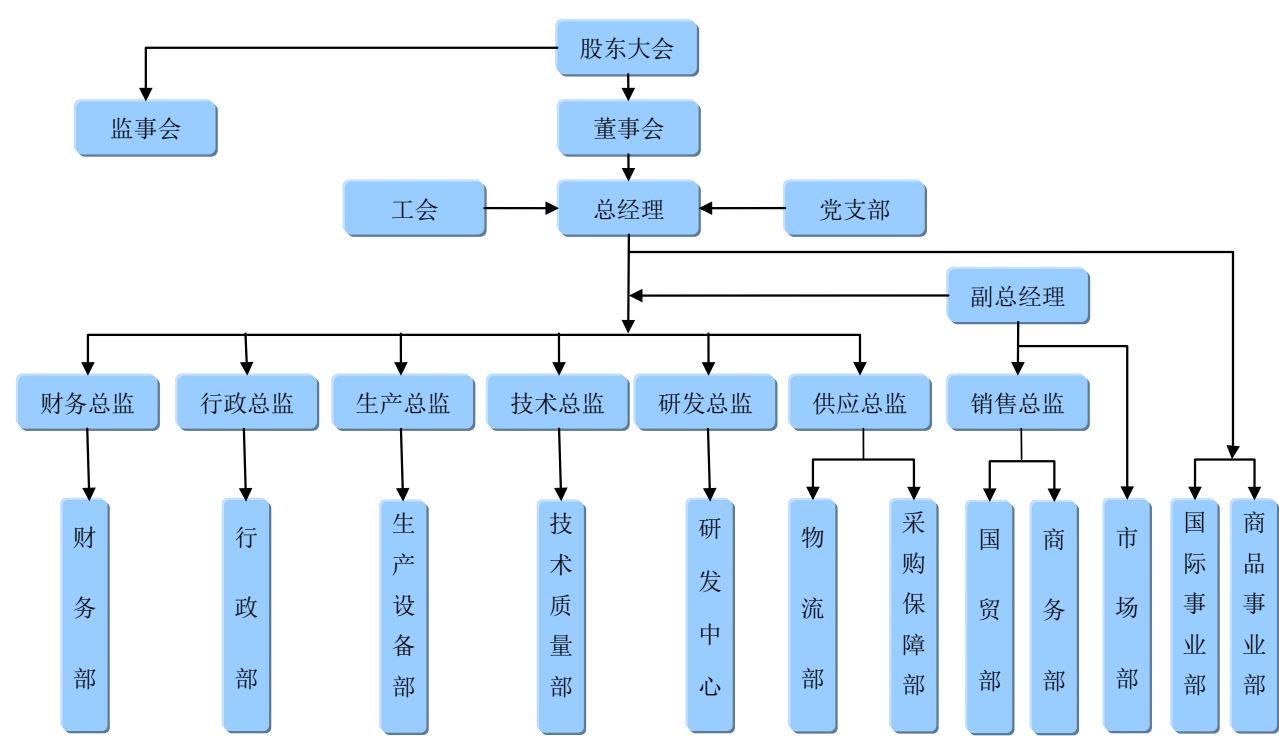 股东大会
监事会
董事会
工会
总经理
党支部
副总经理
财务总监
行政总监
生产总监
技术总监
研发总监
供应总监
销售总监
财务部
行政部
生产设备部
技术质量部
研发中心
物流部
采购保障部
国贸部
商务部
市场部
国际事业部
商品事业部